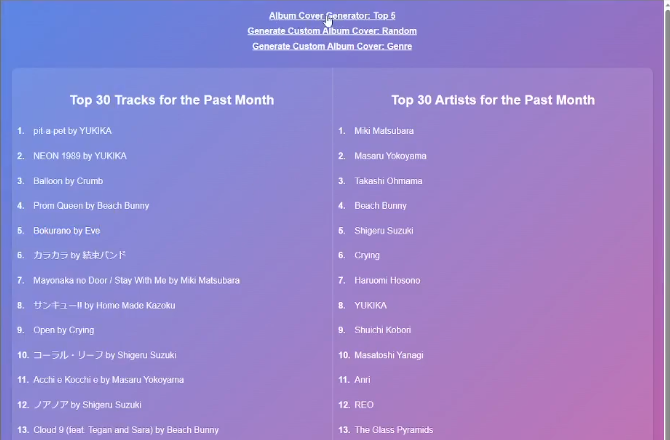 Album Cover Generator: Top 5
Generate Custom Album Cover: Random
Generate Custom Album Cover: Genre
Top 30 Tracks for the Past Month
1. pit-a-pet by YUKIKA
2. NEON 1989 by YUKIKA
3. Balloon by Crumb
4. Prom Queen by Beach Bunny
5. Bokurano by Eve
6. カラカラ by 結束バンド
7. Mayonaka no Door / Stay With Me by Miki Matsubara
8. サンキュー!! by Home Made Kazoku
9. Open by Crying
10. コーラル・リーフ by Shigeru Suzuki
11. Acchi e Kocchi e by Masaru Yokoyama
12. ノアノア by Shigeru Suzuki
13. Cloud 9 (feat. Tegan and Sara) by Beach Bunny
Top 30 Artists for the Past Month
1. Miki Matsubara
2. Masaru Yokoyama
3. Takashi Ohmama
4. Beach Bunny
5. Shigeru Suzuki
6. Crying
7. Haruomi Hosono
8. YUKIKA
9. Shuichi Kobori
10. Masatoshi Yanagi
11. Anri
12. REO
13. The Glass Pyramids